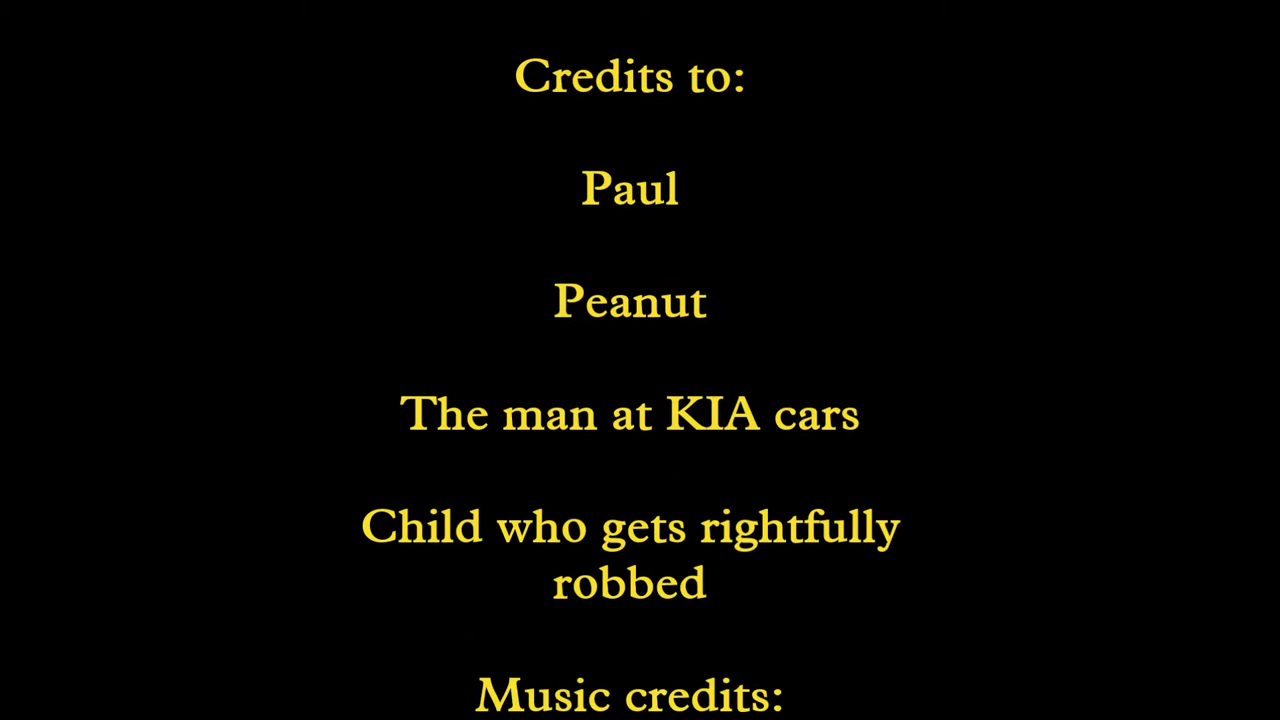 Credits to:
Paul
Peanut
The man at KIA cars
Child who gets rightfully
robbed
Music credits: